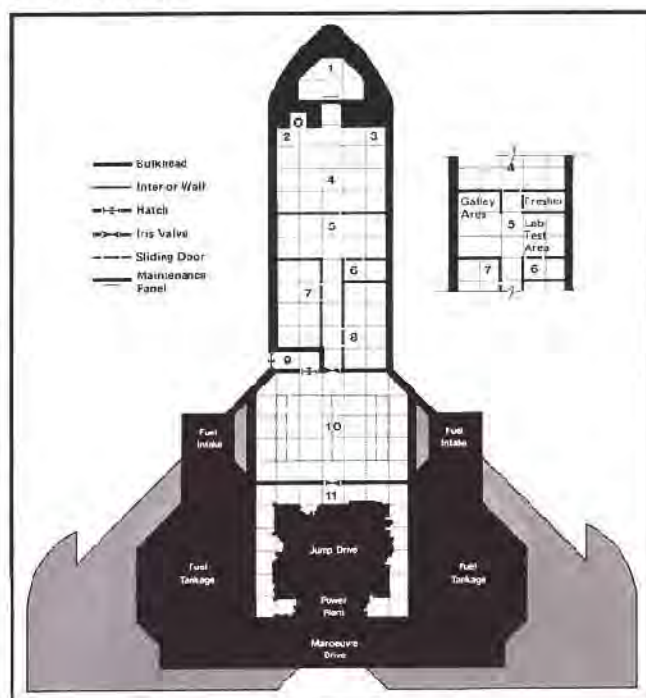 1
2
3
4
5
6
7
8
9
10
11
Bulkhead
Interior Wall
Hatch
Iris Valve
Sliding Door
Maintenance
Panel
4
Galley
Area
Fresher
5
Lab/
Test
Area
7
6
Fuel
Intake
Fuel
Intake
Jump Drive
Fuel
Tankage
Fuel
Tankage
Power
Plant
Manoeuvre
Drive